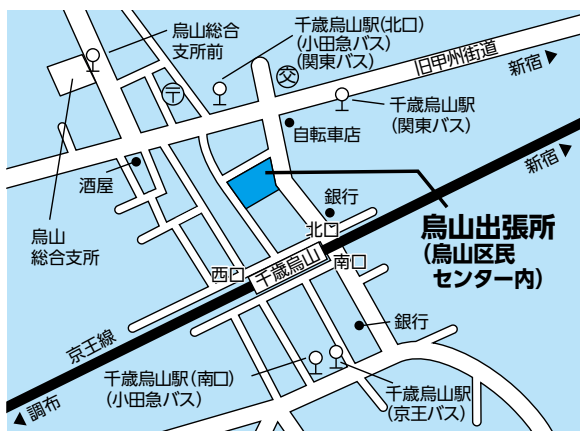 烏山総合
支所前
千歳烏山駅(北口)
(小田急バス)
(関東バス)
旧甲州街道
新宿
〒
交
千歳烏山駅
(関東バス)
自転車店
新宿
酒屋
銀行
烏山
総合支所
北口
烏山出張所
(烏山区民
センター内)
西口
千歳烏山
南口
京王線
銀行
千歳烏山駅(南口)
(小田急バス)
千歳烏山駅
(京王バス)
調布